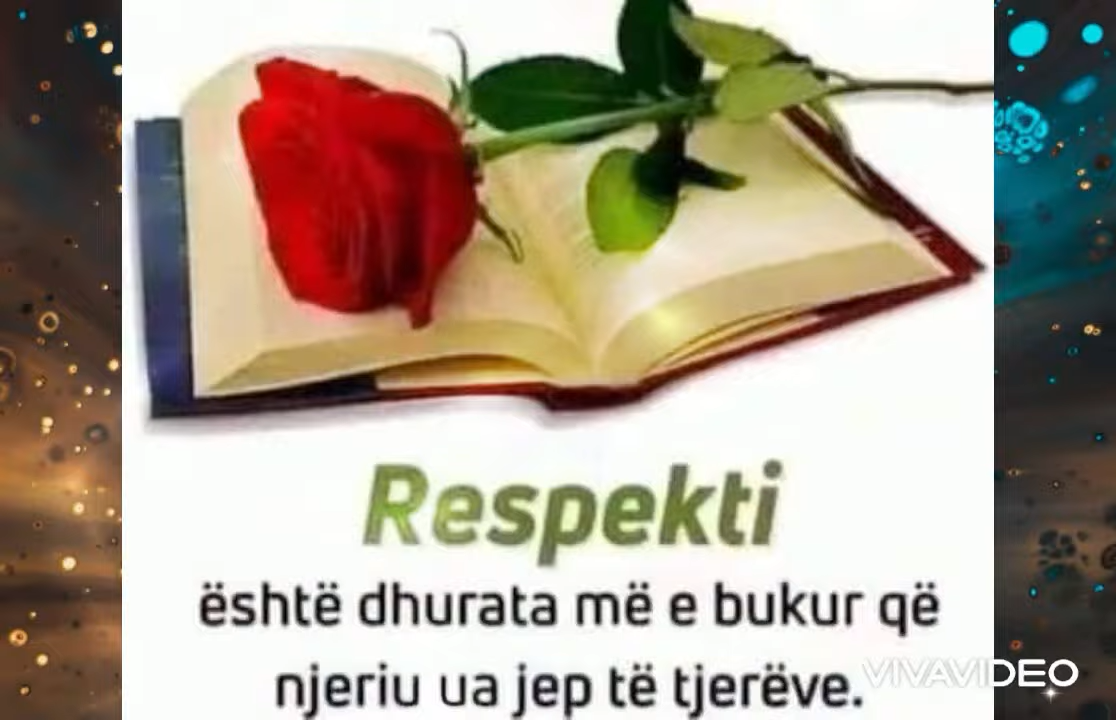 Respekti
është dhurata më e bukur që
njeriu ua jep të tjerëve.
VIVAVIDEO